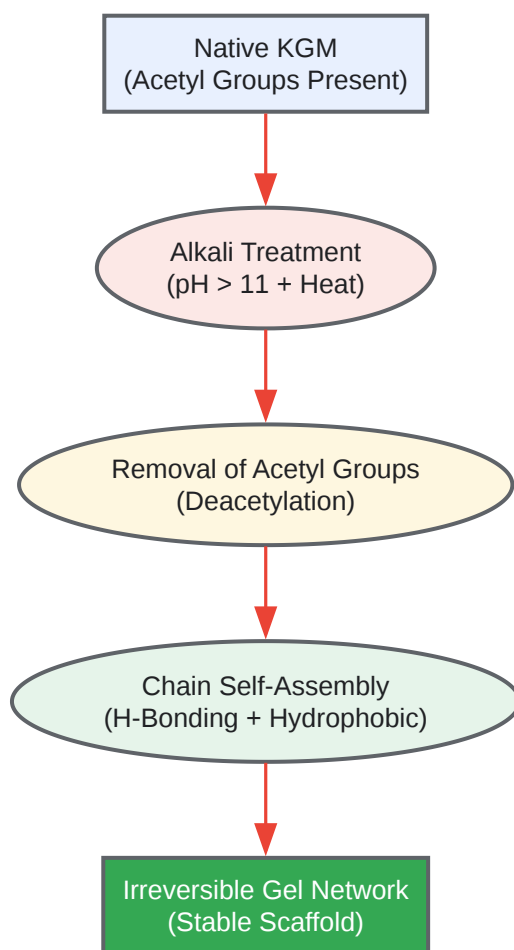 Native KGM
(Acetyl Groups Present)
Alkali Treatment
(pH > 11 + Heat)
Removal of Acetyl Groups
(Deacetylation)
Chain Self-Assembly
(H-Bonding + Hydrophobic)
Irreversible Gel Network
(Stable Scaffold)